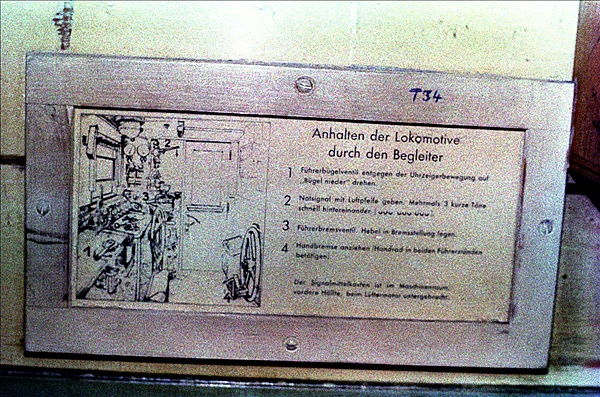 T34
Anhalten der Lokomotive
durch den Begleiter
1 Führerbügelventil entgegen der Uhrzeigerbewegung auf
„Bügel nieder" drehen.
2 Notsignal mit Luftpfeife geben. Mehrmals 3 kurze Töne
schnell hintereinander (
3 Führerbremsventil. Hebel in Bremsstellung legen.
4 Handbremse anziehen (Handrad in beiden Führerständen
betätigen)
Der Signalmittelkasten ist im Maschinenraum,
vordere Hälfte, beim Lüftermotor untergebracht.